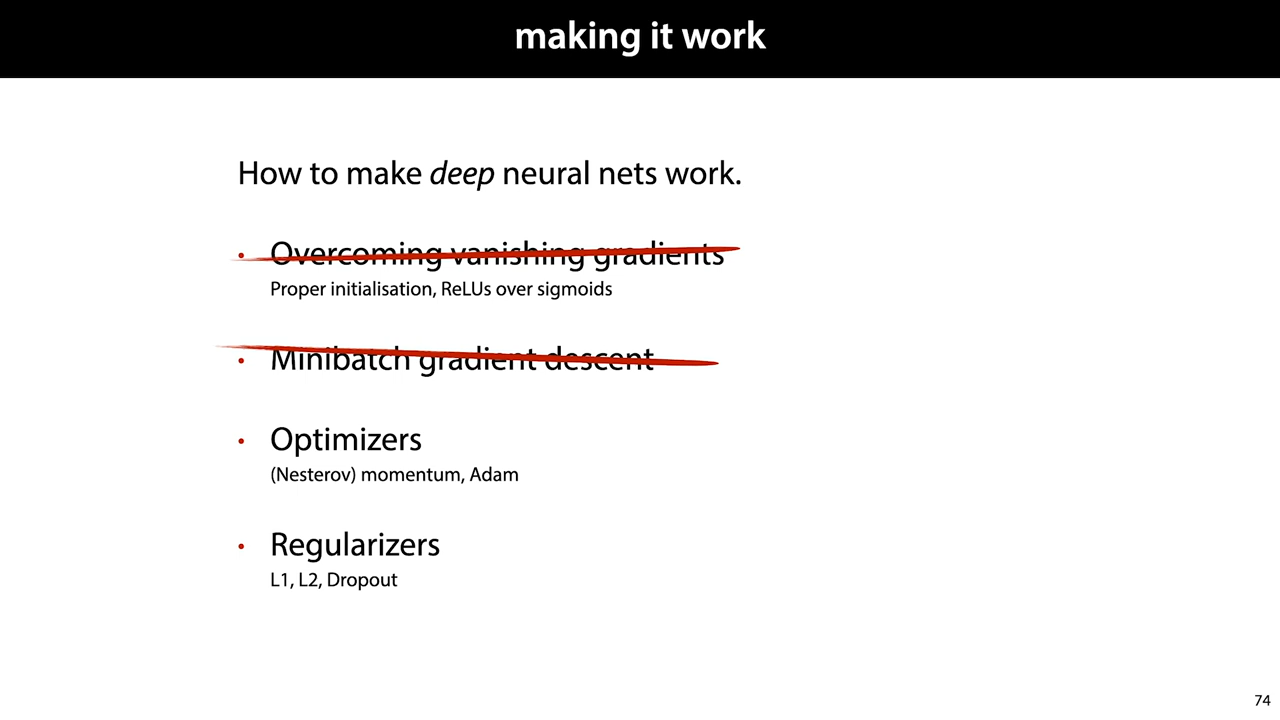 making it work
How to make deep neural nets work.
• Overcoming vanishing gradients
Proper initialisation, ReLUs over sigmoids
• Minibatch gradient descent
• Optimizers
(Nesterov) momentum, Adam
• Regularizers
L1, L2, Dropout
74